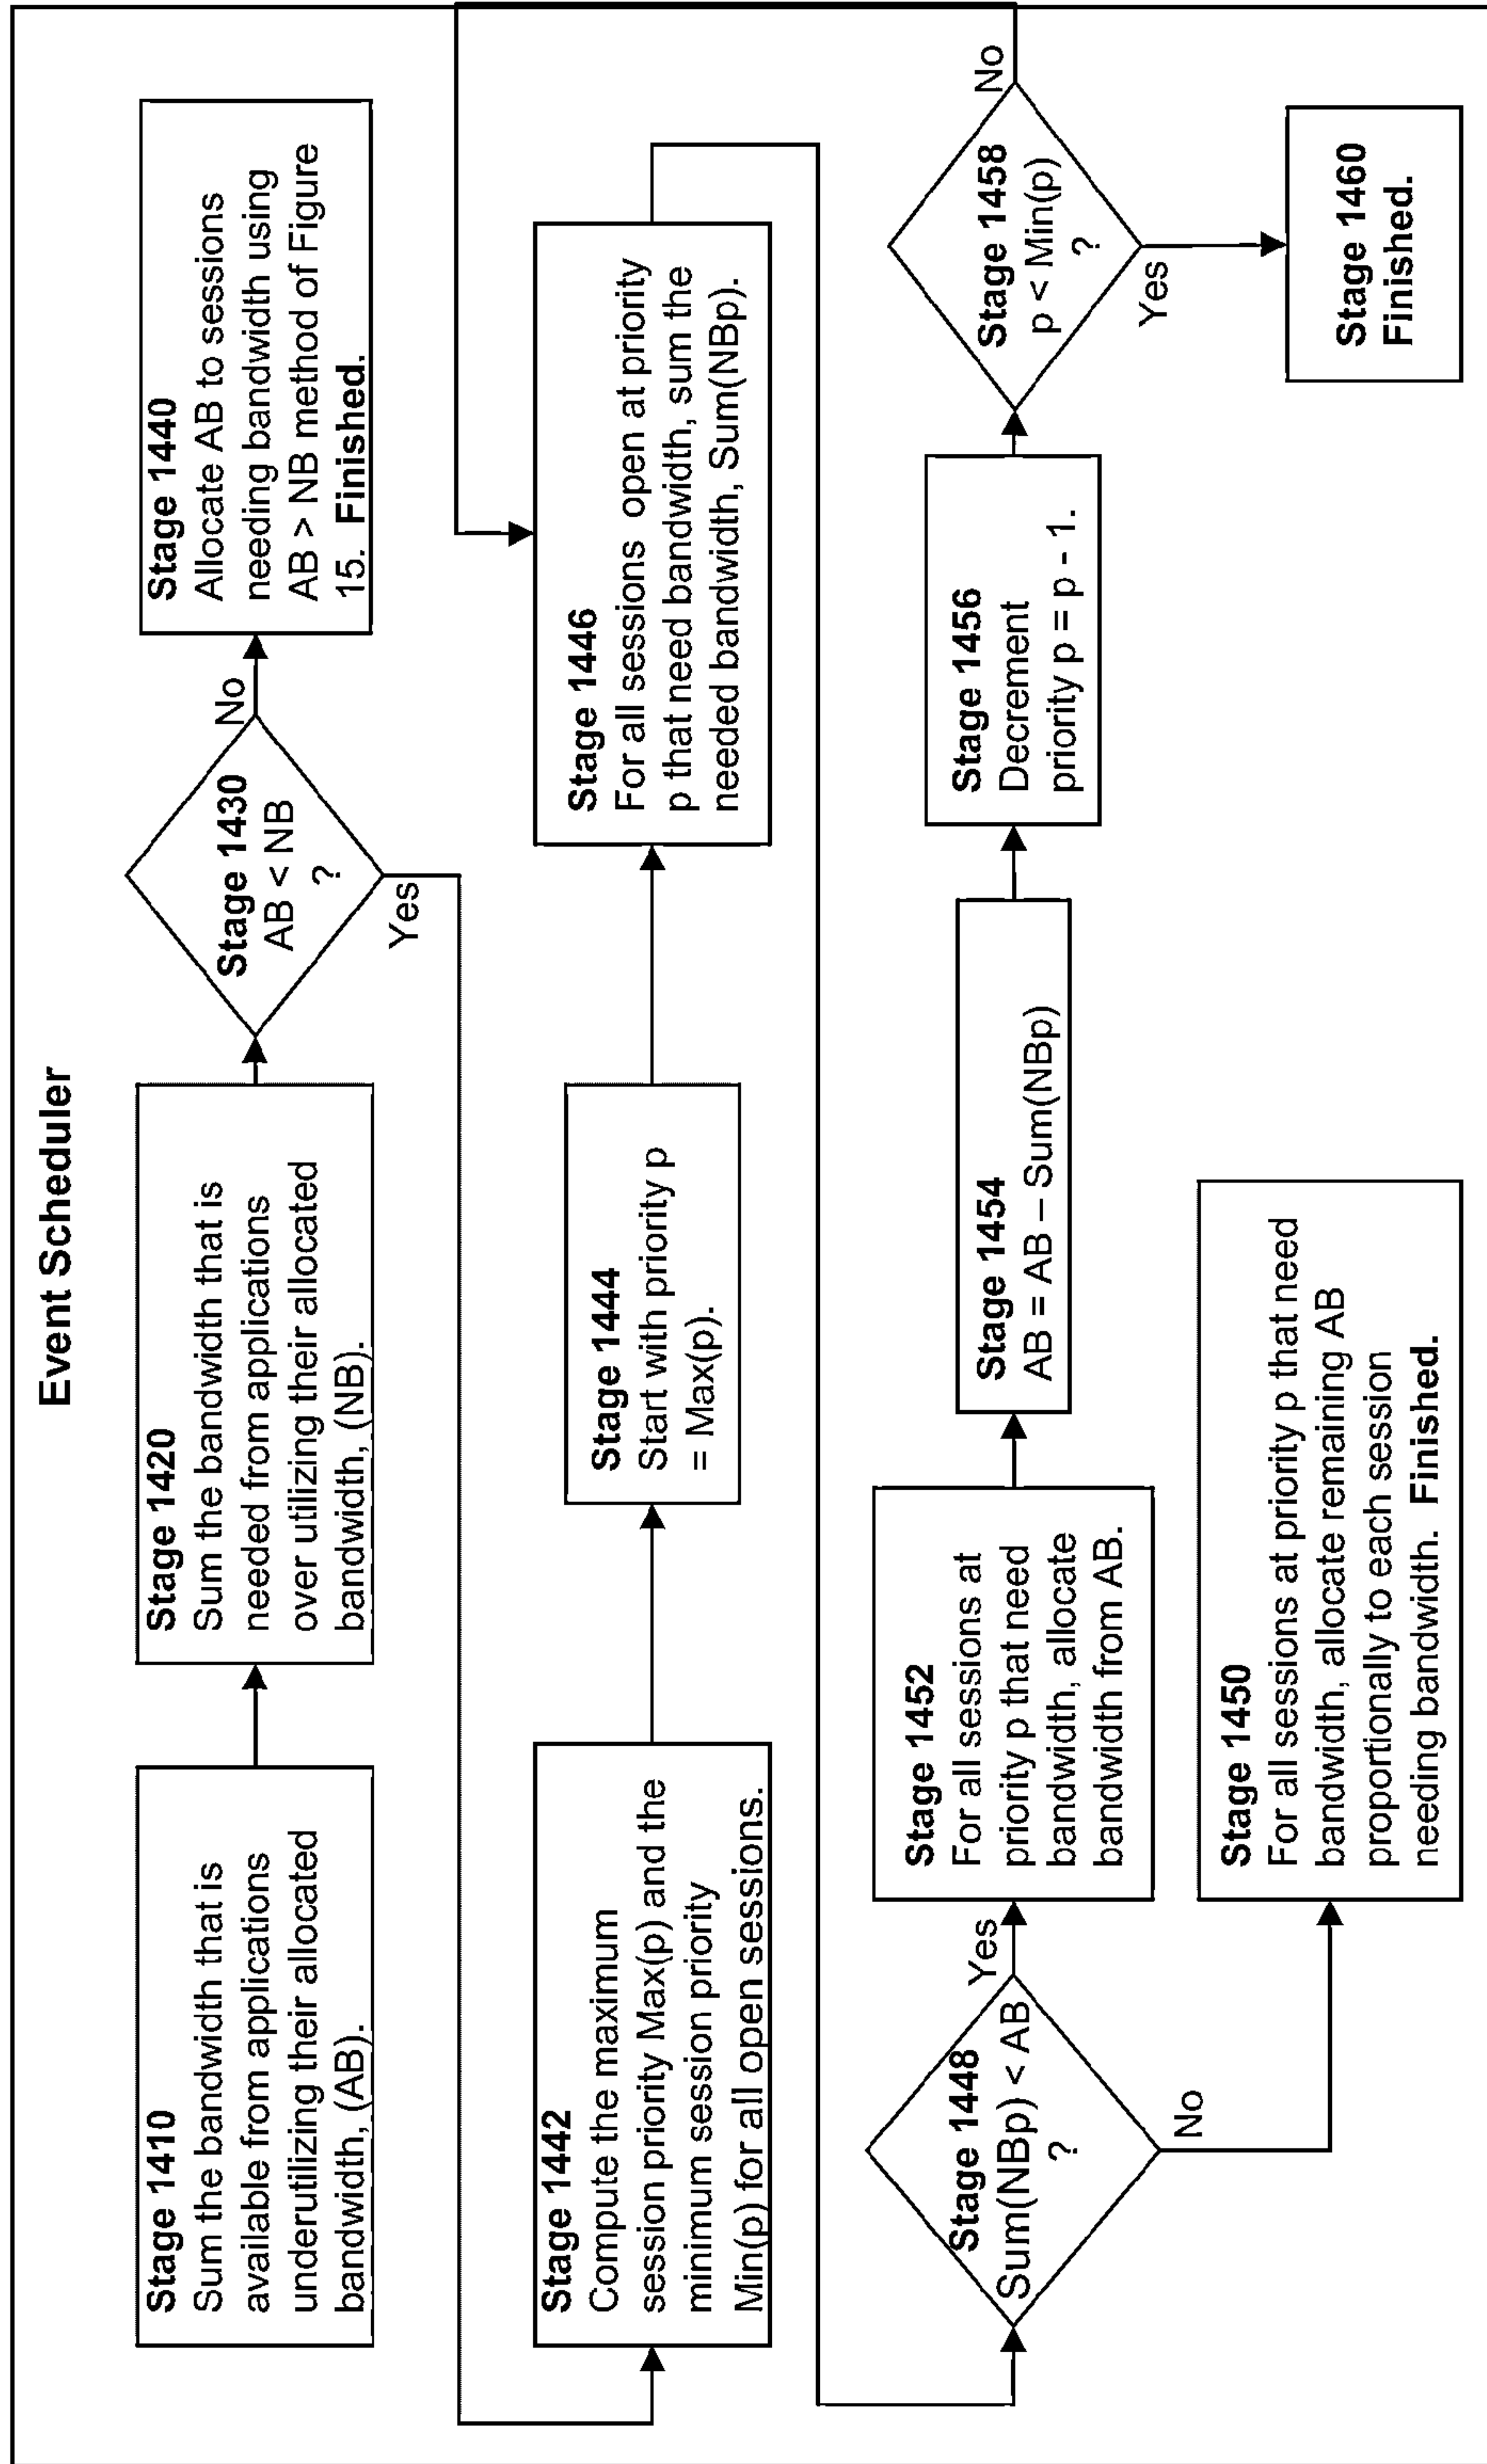 Event Scheduler
Stage 1410
Sum the bandwidth that is
available from applications
underutilizing their allocated
bandwidth, (AB).
Stage 1420
Sum the bandwidth that is
needed from applications
over utilizing their allocated
bandwidth, (NB).
Stage 1430
AB < NB
?
No
Yes
Stage 1440
Allocate AB to sessions
needing bandwidth using
AB > NB method of Figure
15. Finished.
Stage 1442
Compute the maximum
session priority Max(p) and the
minimum session priority
Min(p) for all open sessions.
Stage 1444
Start with priority p
= Max(p).
Stage 1446
For all sessions open at priority
p that need bandwidth, sum the
needed bandwidth, Sum(NBp).
Stage 1448
Sum(NBp) < AB
?
Yes
No
Stage 1452
For all sessions at
priority p that need
bandwidth, allocate
bandwidth from AB.
Stage 1454
AB = AB – Sum(NBp)
Stage 1456
Decrement
priority p = p - 1.
Stage 1458
p < Min(p)
?
No
Yes
Stage 1450
For all sessions at priority p that need
bandwidth, allocate remaining AB
proportionally to each session
needing bandwidth. Finished.
Stage 1460
Finished.